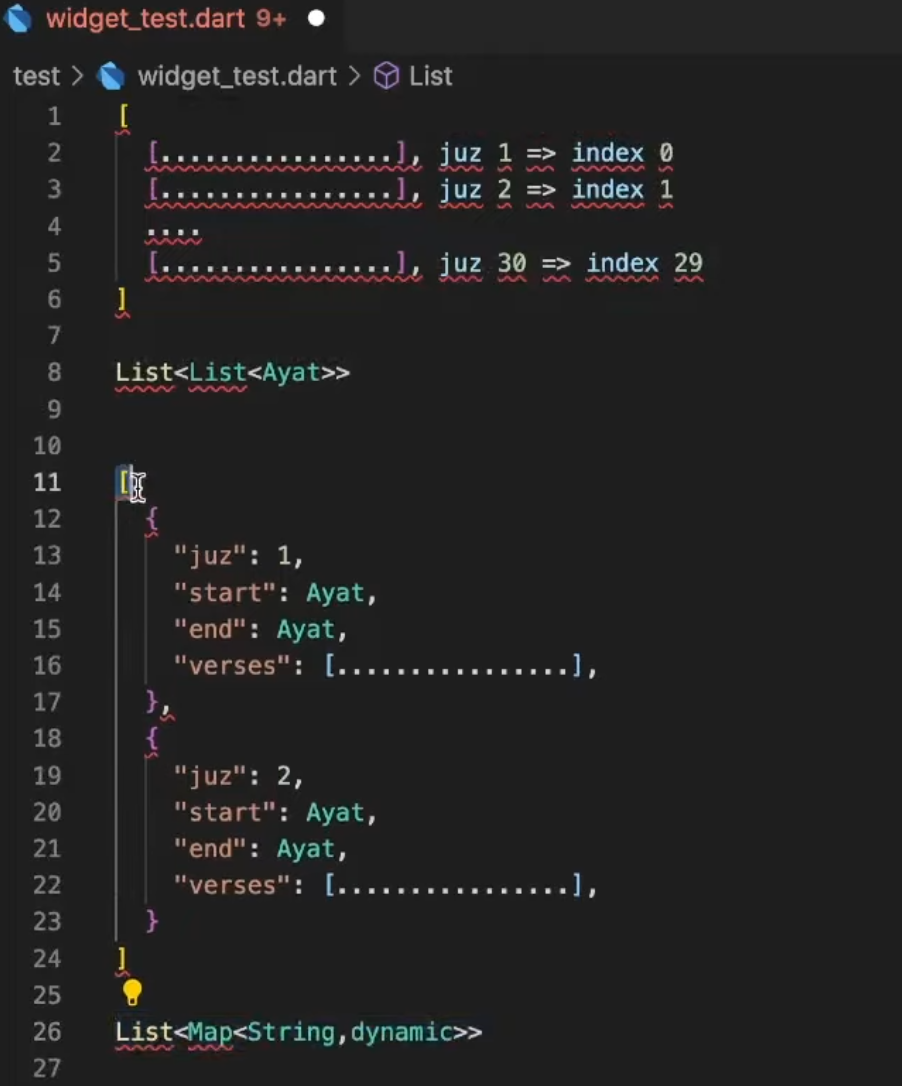 widget_test.dart 9+
test > widget_test.dart > List
1 [
2 [................], juz 1 => index 0
3 [................], juz 2 => index 1
4 ....
5 [................], juz 30 => index 29
6 ]
7
8 List<List<Ayat>>
9
10
11 [
12 {
13 "juz": 1,
14 "start": Ayat,
15 "end": Ayat,
16 "verses": [................],
17 },
18 {
19 "juz": 2,
20 "start": Ayat,
21 "end": Ayat,
22 "verses": [................],
23 }
24 ]
25
26 List<Map<String,dynamic>>
27